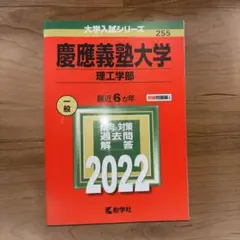 大学入試シリーズ
255
慶應義塾大学
理工学部
一般
最近6カ年
傾向と対策
過去問
解答
2022
教学社